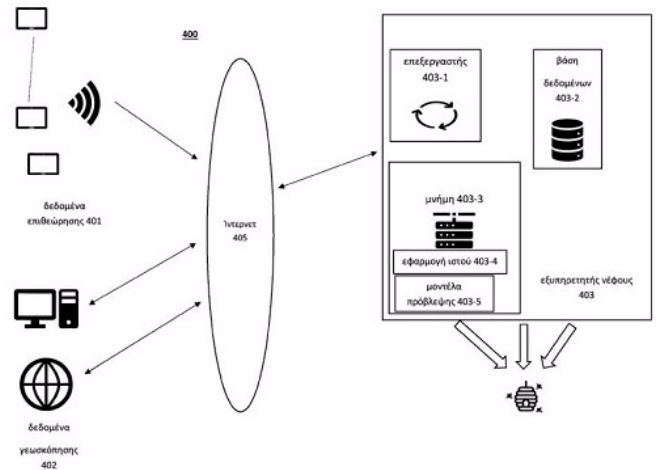 400
επεξεργαστής
403-1
βάση
δεδομένων
403-2
δεδομένα
επιθεώρησης 401
Ίντερνετ
405
μνήμη 403-3
εφαρμογή ιστού 403-4
μοντέλα
πρόβλεψης 403-5
εξυπηρετητής νέφους
403
δεδομένα
γεωσκόπησης
402